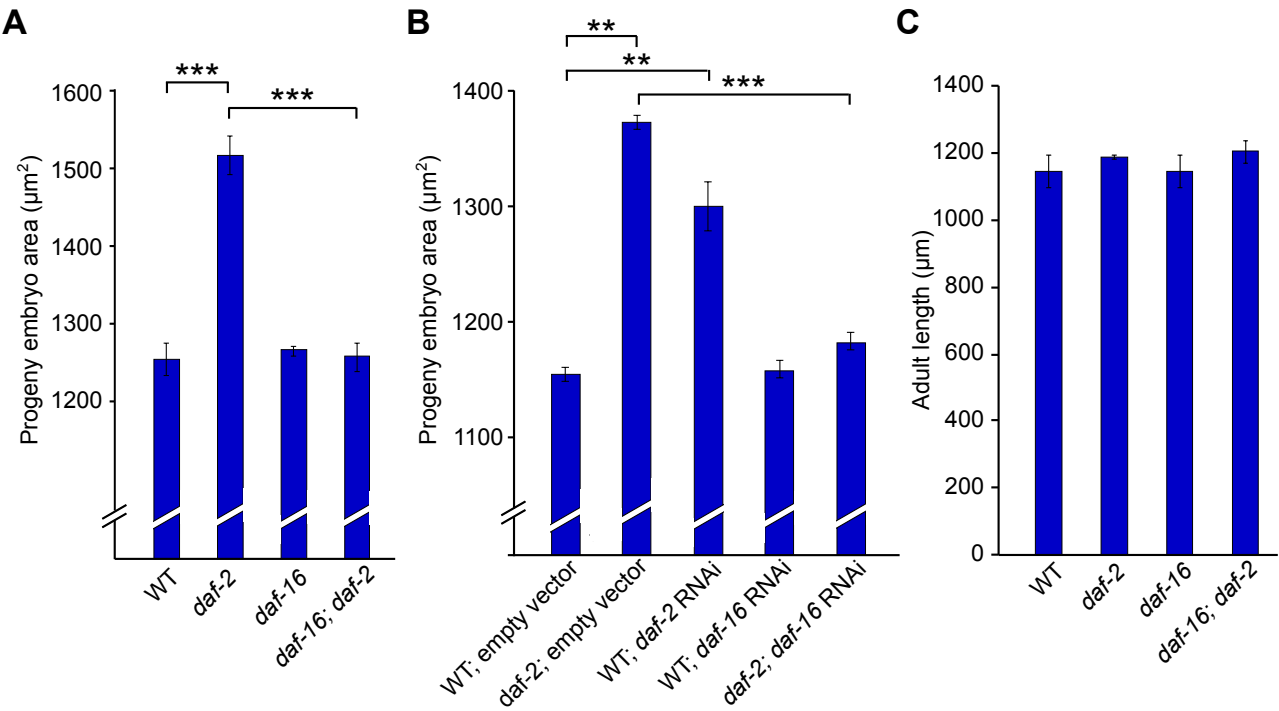 A
B
C
***
***
1600
1500
1400
1300
1200
Progeny embryo area (µm²)
WT
daf-2
daf-16
daf-16; daf-2
**
**
***
1400
1300
1200
1100
Progeny embryo area (µm²)
WT; empty vector
daf-2; empty vector
WT; daf-2 RNAi
WT; daf-16 RNAi
daf-2; daf-16 RNAi
1400
1200
1000
800
600
400
200
0
Adult length (µm)
WT
daf-2
daf-16
daf-16; daf-2